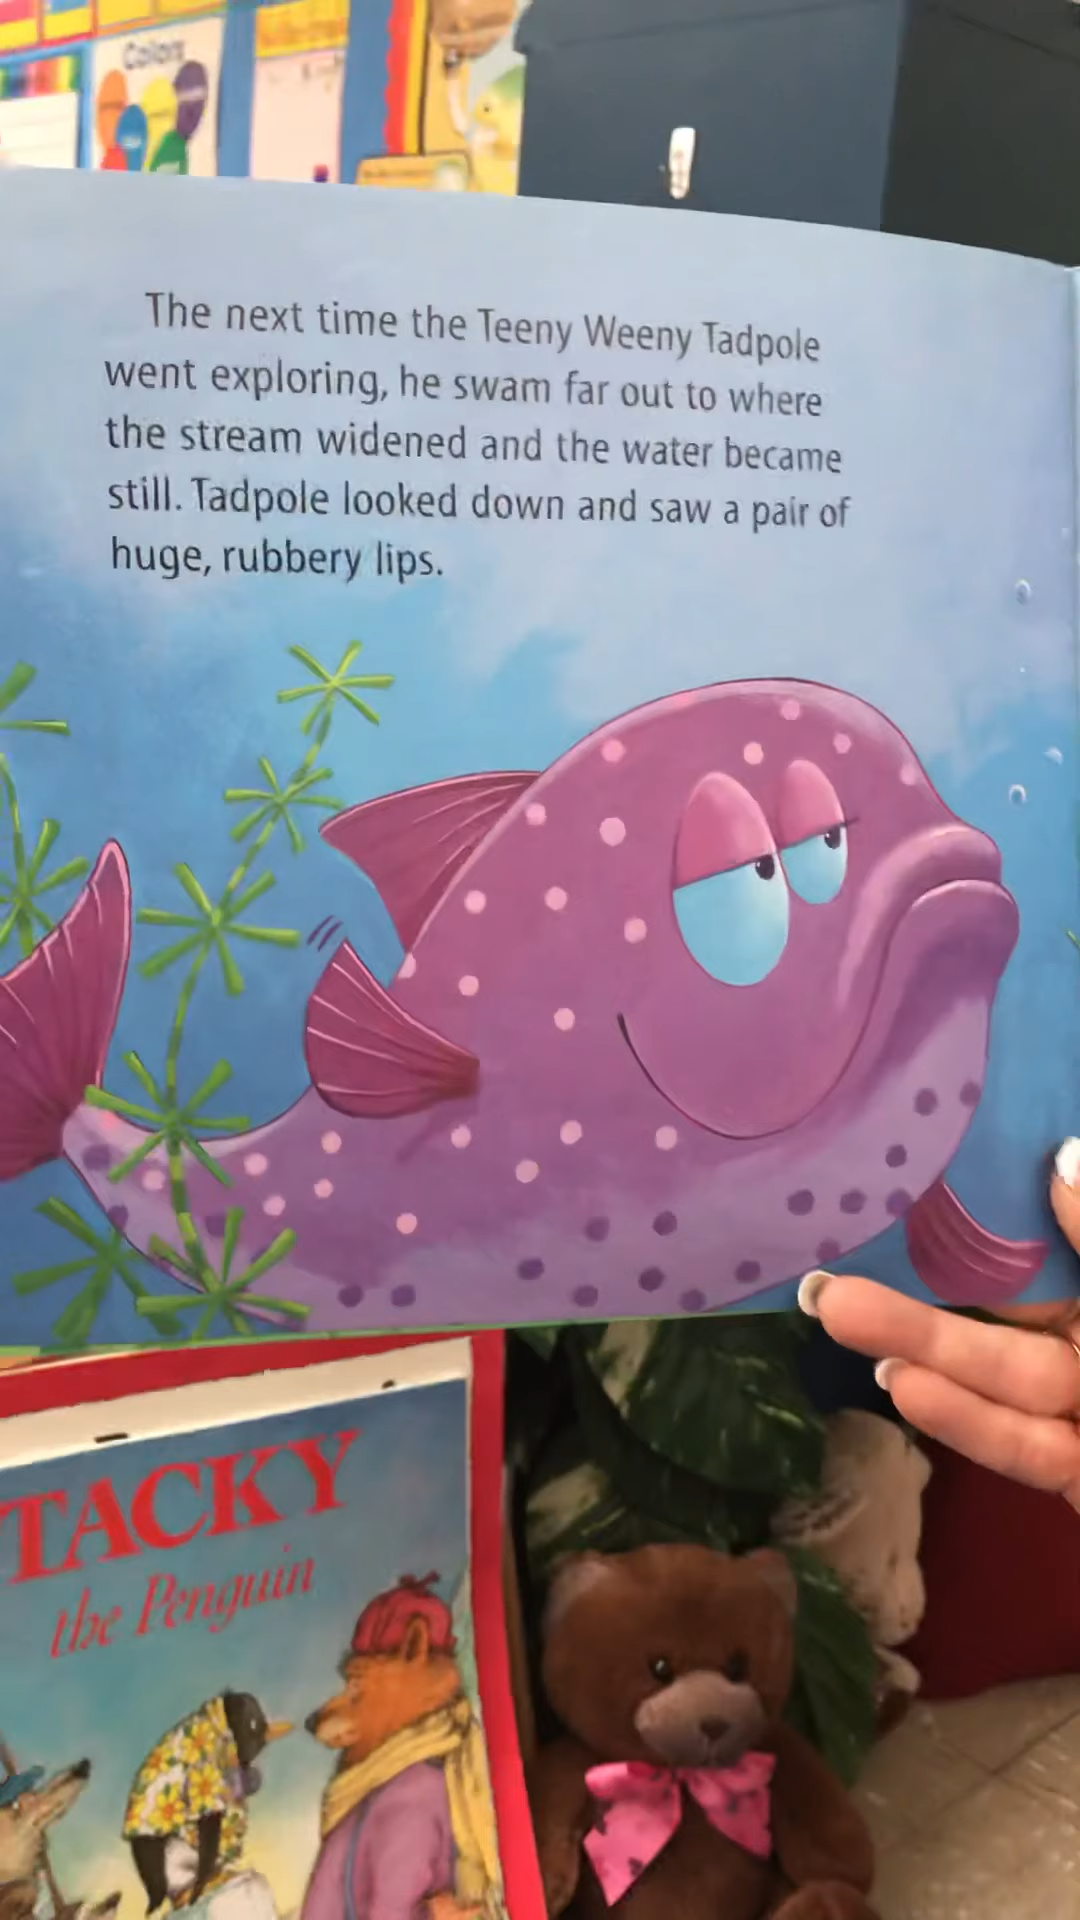 Colors
The next time the Teeny Weeny Tadpole
went exploring, he swam far out to where
the stream widened and the water became
still. Tadpole looked down and saw a pair of
huge, rubbery lips.
TACKY
the Penguin